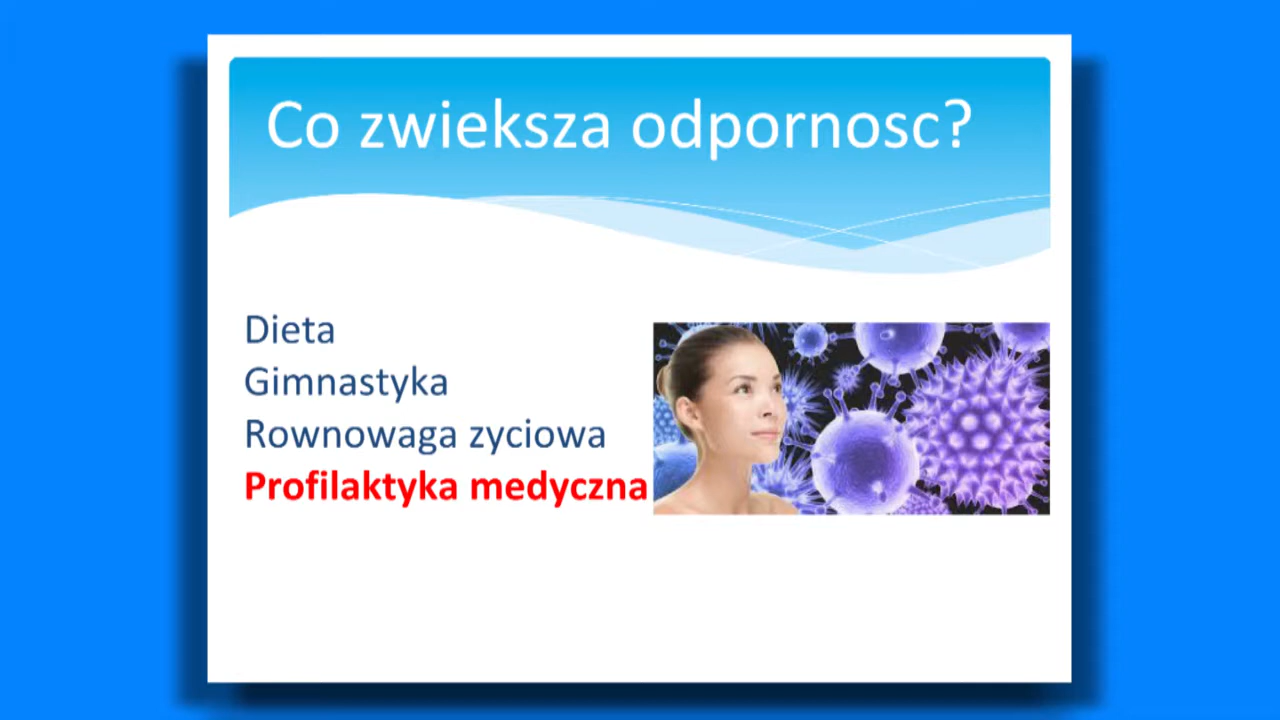 Co zwieksza odpornosc?
Dieta
Gimnastyka
Rownowaga zyciowa
Profilaktyka medyczna